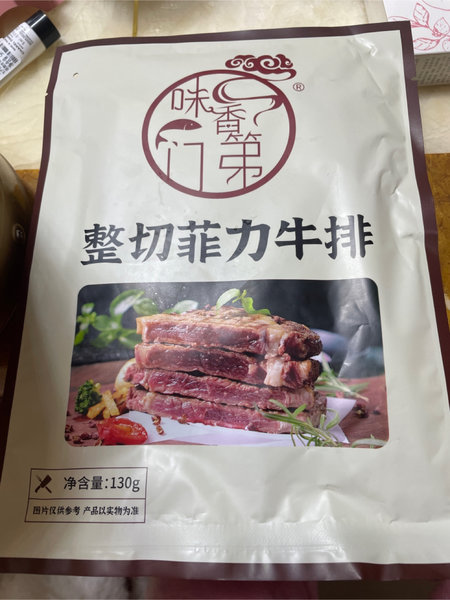 味香第门
®
整切菲力牛排
净含量:130g
图片仅供参考 产品以实物为准